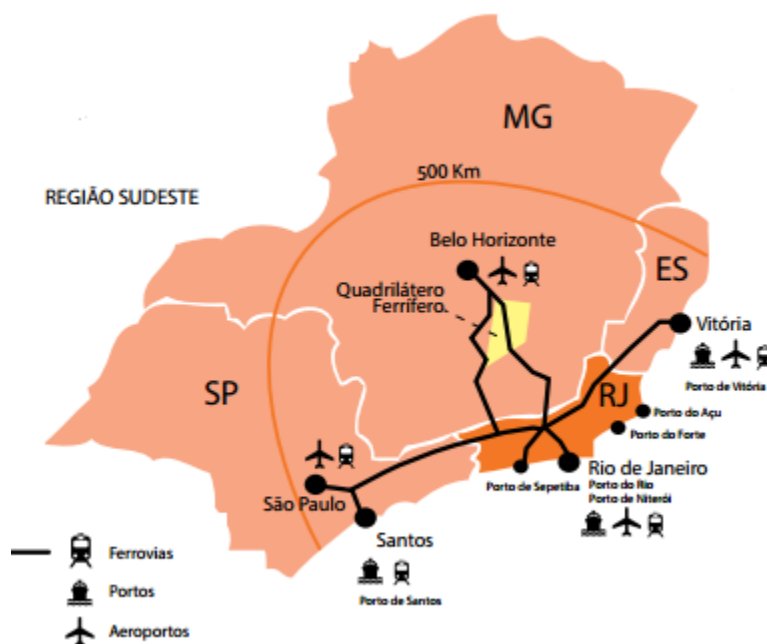 MG
500 Km
REGIÃO SUDESTE
Belo Horizonte
ES
Quadrilátero
Ferrífero.
Vitória
Porto de Vitória
SP
RJ
Porto do Açu
Porto do Forte
Rio de Janeiro
Porto do Rio
Porto de Niterói
Porto de Sepetiba
São Paulo
Santos
Porto de Santos
Ferrovias
Portos
Aeroportos